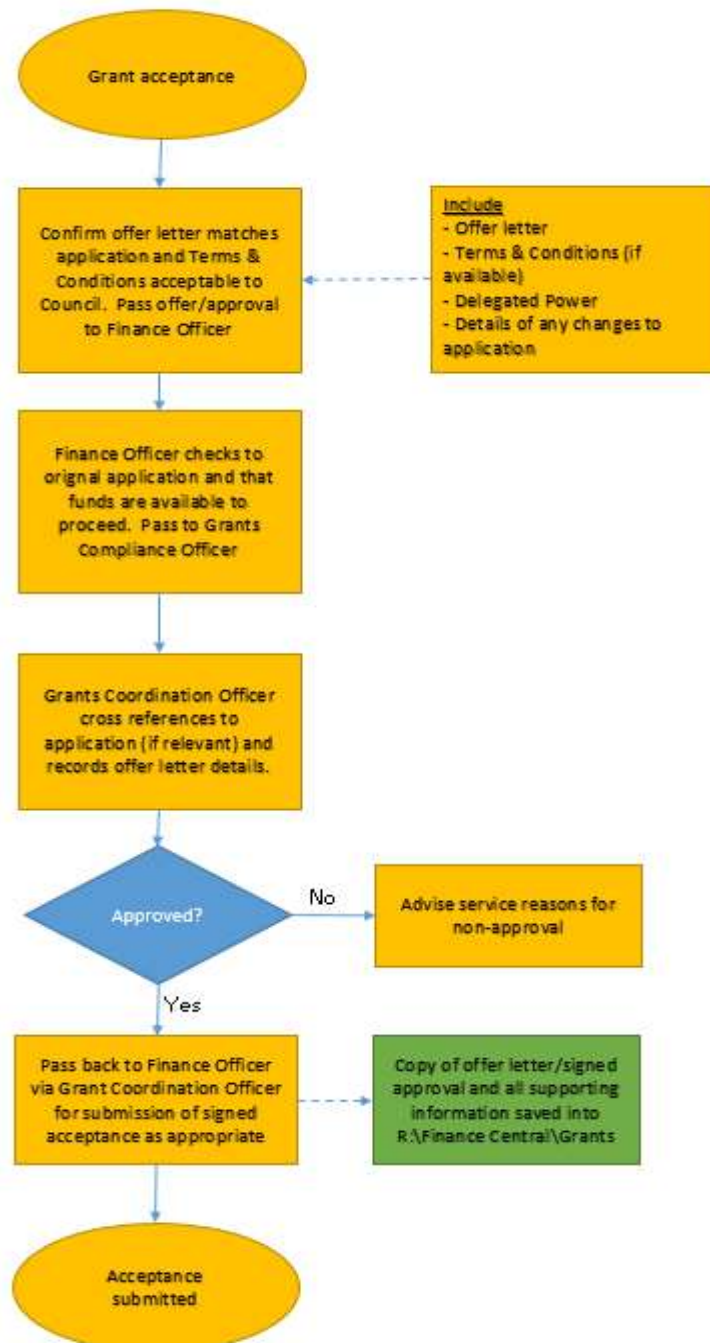 Grant acceptance
Confirm offer letter matches
application and Terms &
Conditions acceptable to
Council.  Pass offer/approval
to Finance Officer
Include
- Offer letter
- Terms & Conditions (if
available)
- Delegated Power
- Details of any changes to
application
Finance Officer checks to
orignal application and that
funds are available to
proceed.  Pass to Grants
Compliance Officer
Grants Coordination Officer
cross references to
application (if relevant) and
records offer letter details.
Approved?
No
Advise service reasons for
non-approval
Yes
Pass back to Finance Officer
via Grant Coordination Officer
for submission of signed
acceptance as appropriate
Copy of offer letter/signed
approval and all supporting
information saved into
R:\Finance Central\Grants
Acceptance
submitted